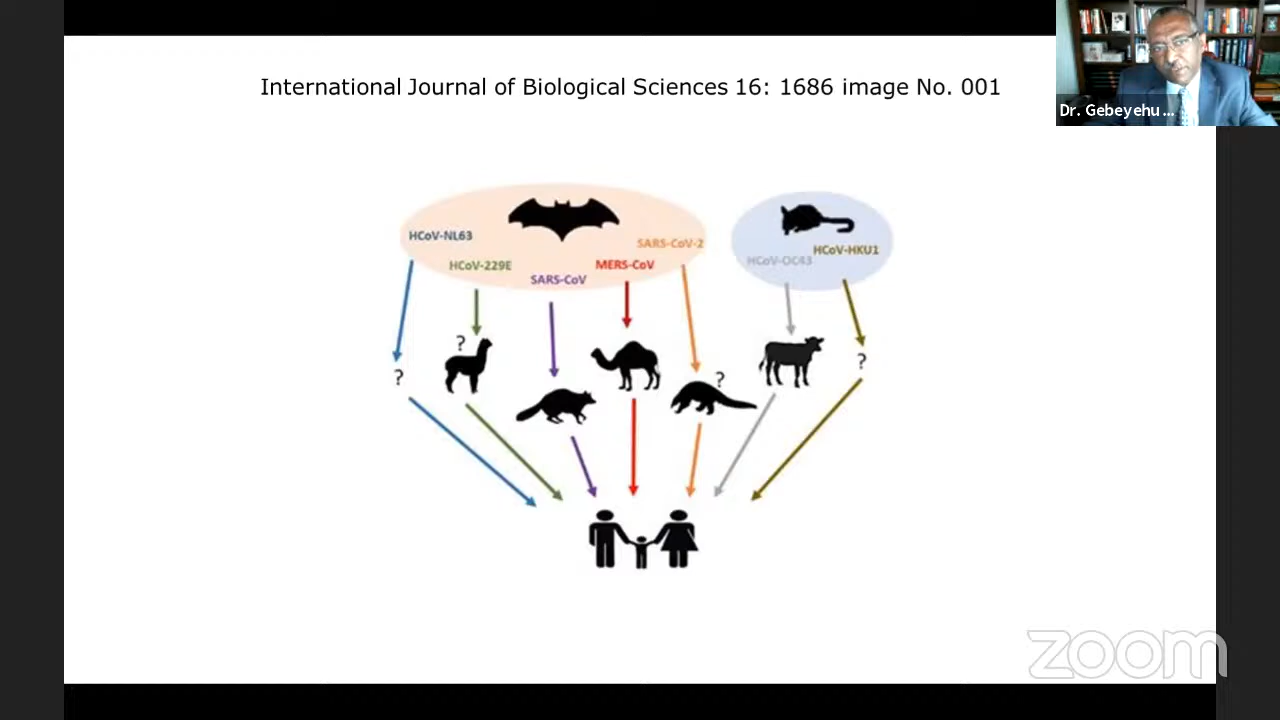 International Journal of Biological Sciences 16: 1686 image No. 001
Dr. Gebeyehu ...
HCoV-NL63
SARS-CoV-2
HCoV-229E
MERS-CoV
SARS-CoV
HCoV-HKU1
HCoV-OC43
?
?
?
?
zoom